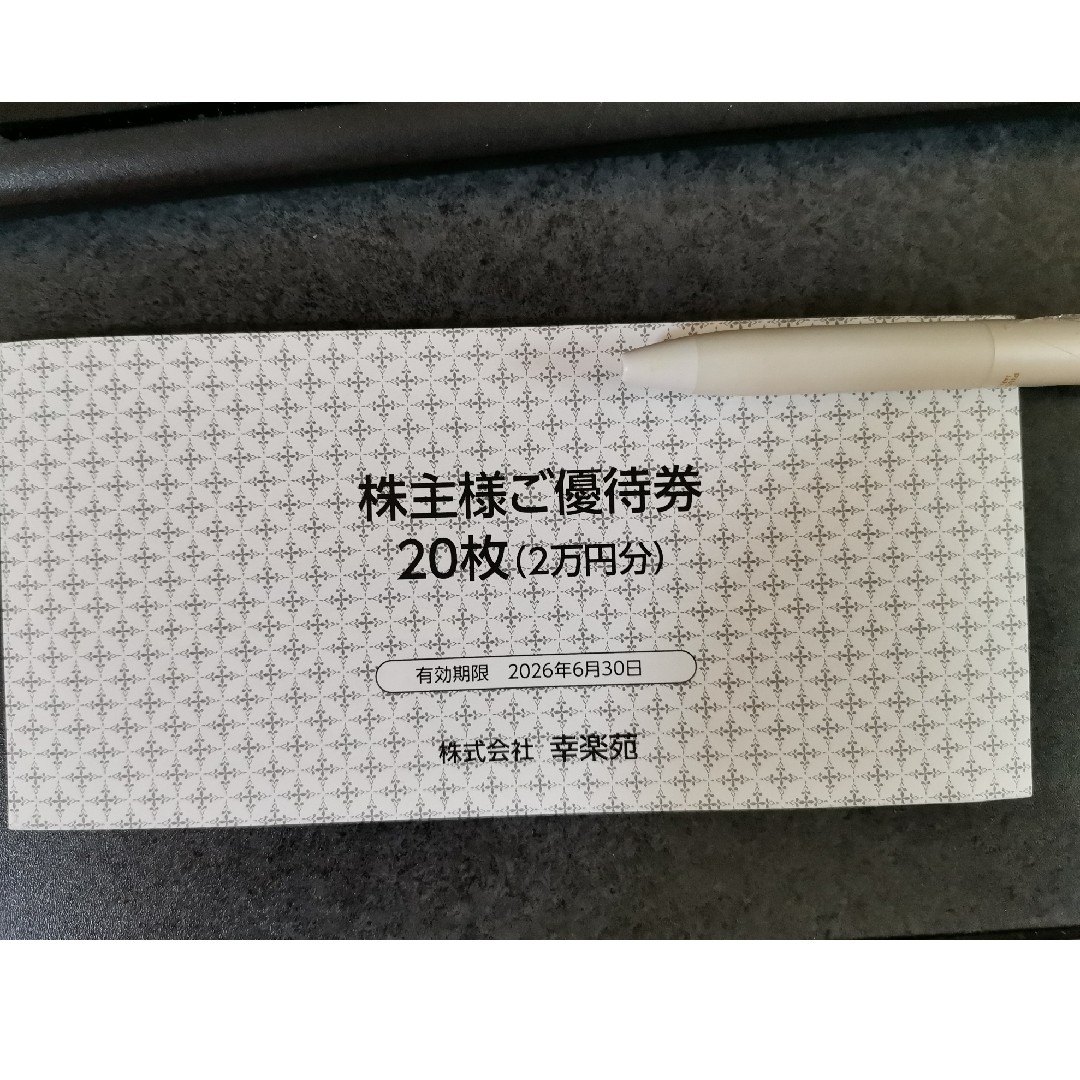 株主様ご優待券
20枚（2万円分）
有効期限　2026年6月30日
株式会社　幸楽苑